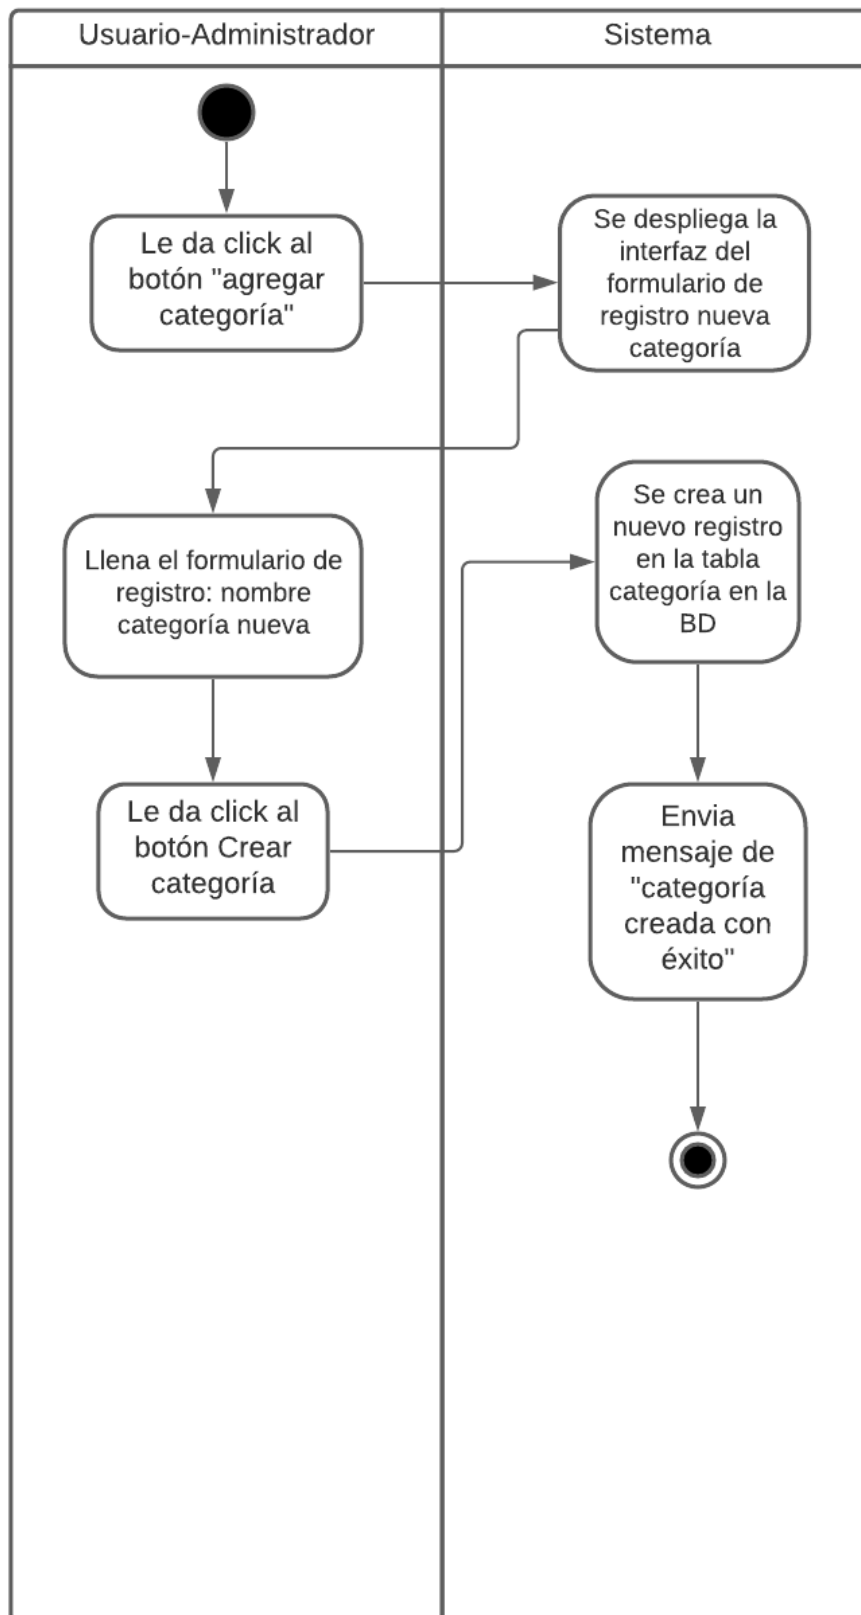 Usuario-Administrador
Sistema
Le da click al
botón "agregar
categoría"
Se despliega la
interfaz del
formulario de
registro nueva
categoría
Llena el formulario de
registro: nombre
categoría nueva
Le da click al
botón Crear
categoría
Se crea un
nuevo registro
en la tabla
categoría en la
BD
Envia
mensaje de
"categoría
creada con
éxito"